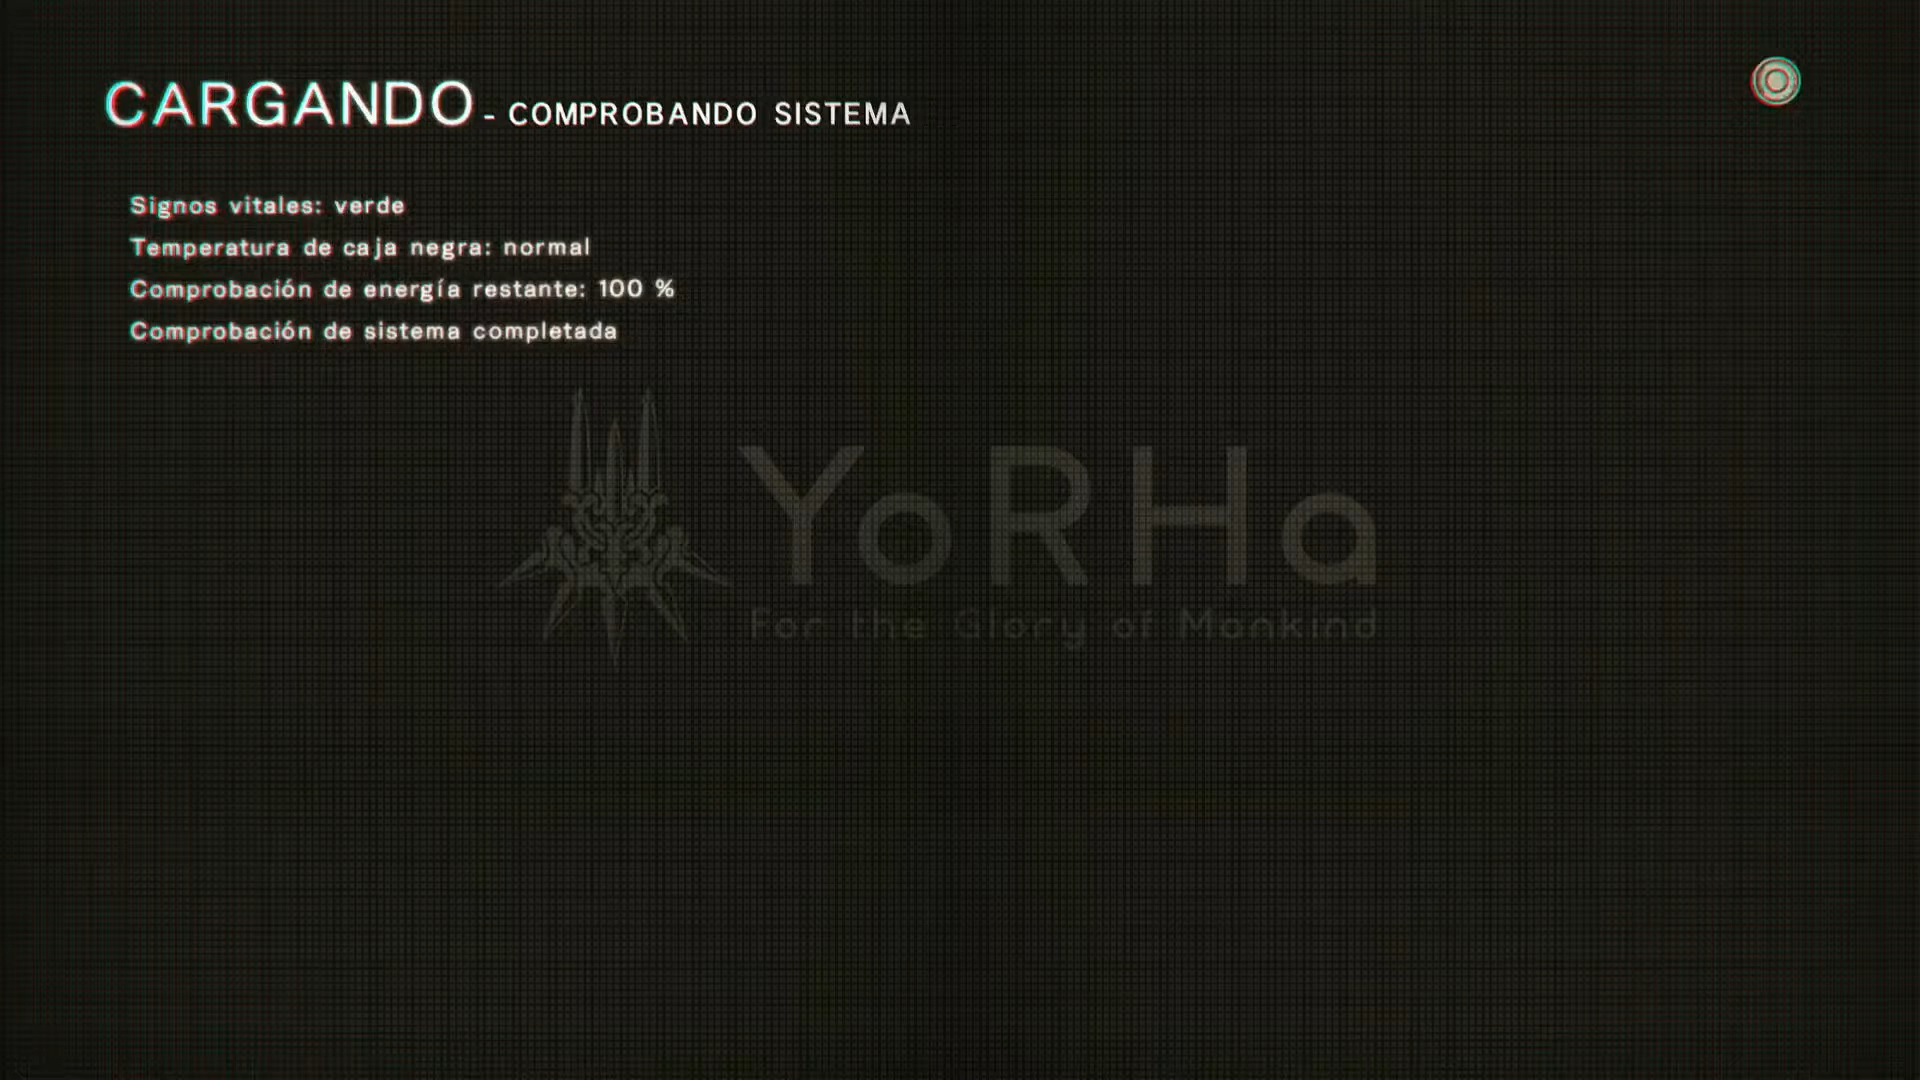 CARGANDO - COMPROBANDO SISTEMA
Signos vitales: verde
Temperatura de caja negra: normal
Comprobación de energía restante: 100 %
Comprobación de sistema completada
YoRHa
For the Glory of Mankind